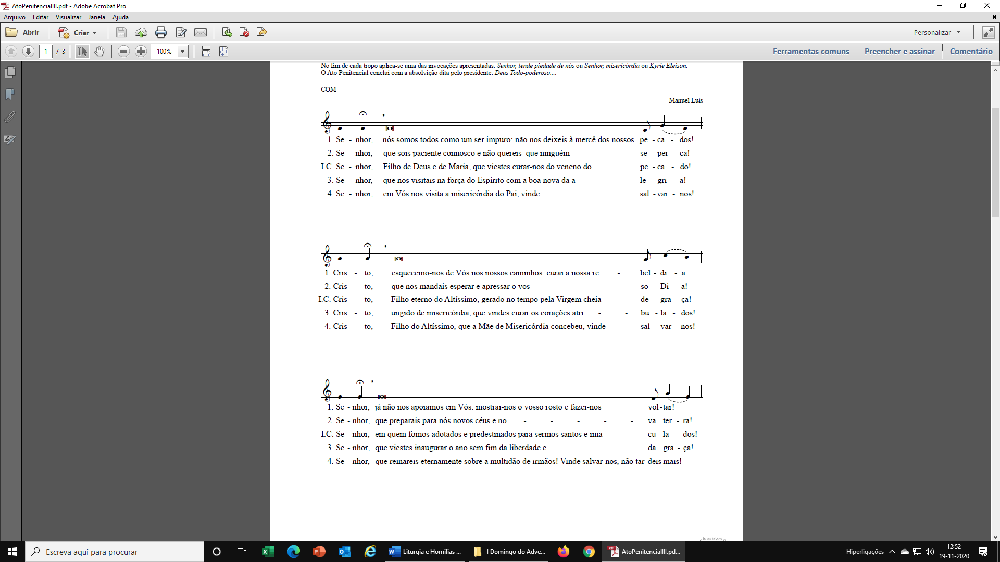 AtoPenitencialIII.pdf - Adobe Acrobat Pro
Arquivo Editar Visualizar Janela Ajuda
Abrir Criar Personalizar
1 / 3 100% Ferramentas comuns Preencher e assinar Comentário
No fim de cada tropo aplica-se uma das invocações apresentadas: Senhor, tende piedade de nós ou Senhor, misericórdia ou Kyrie Eleison.
O Ato Penitencial conclui com a absolvição dita pelo presidente: Deus Todo-poderoso....
COM
Manuel Luís
1. Se - nhor, nós somos todos como um ser impuro: não nos deixeis à mercê dos nossos pe - ca - dos!
2. Se - nhor, que sois paciente connosco e não quereis que ninguém se per - ca!
I.C. Se - nhor, Filho de Deus e de Maria, que viestes curar-nos do veneno do pe - ca - do!
3. Se - nhor, que nos visitais na força do Espírito com a boa nova da a - - le - gri - a!
4. Se - nhor, em Vós nos visita a misericórdia do Pai, vinde sal - var - nos!
1. Cris - to, esquecemo-nos de Vós nos nossos caminhos: curai a nossa re - bel - di - a.
2. Cris - to, que nos mandais esperar e apressar o vos - - - - so Di - a!
I.C. Cris - to, Filho eterno do Altíssimo, gerado no tempo pela Virgem cheia de gra - ça!
3. Cris - to, ungido de misericórdia, que vindes curar os corações atri - - bu - la - dos!
4. Cris - to, Filho do Altíssimo, que a Mãe de Misericórdia concebeu, vinde sal - var - nos!
1. Se - nhor, já não nos apoiamos em Vós: mostrai-nos o vosso rosto e fazei-nos vol - tar!
2. Se - nhor, que preparais para nós novos céus e no - - - - - va ter - ra!
I.C. Se - nhor, em quem fomos adotados e predestinados para sermos santos e ima - cu - la - dos!
3. Se - nhor, que viestes inaugurar o ano sem fim da liberdade e da gra - ça!
4. Se - nhor, que reinareis eternamente sobre a multidão de irmãos! Vinde salvar-nos, não tar-deis mais!
DIOCESANO
Escreva aqui para procurar Liturgia e Homilias ... I Domingo do Adve... AtoPenitencialIII.pd... Hiperligações 12:52
19-11-2020